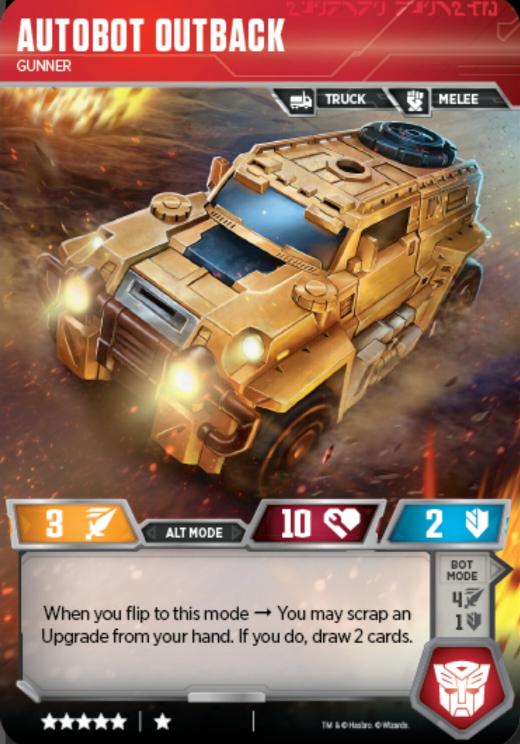 AUTOBOT OUTBACK
GUNNER
TRUCK
MELEE
3
ALT MODE
10
2
BOT
MODE
4
1
When you flip to this mode → You may scrap an
Upgrade from your hand. If you do, draw 2 cards.
TM & © Hasbro. © Wizards.